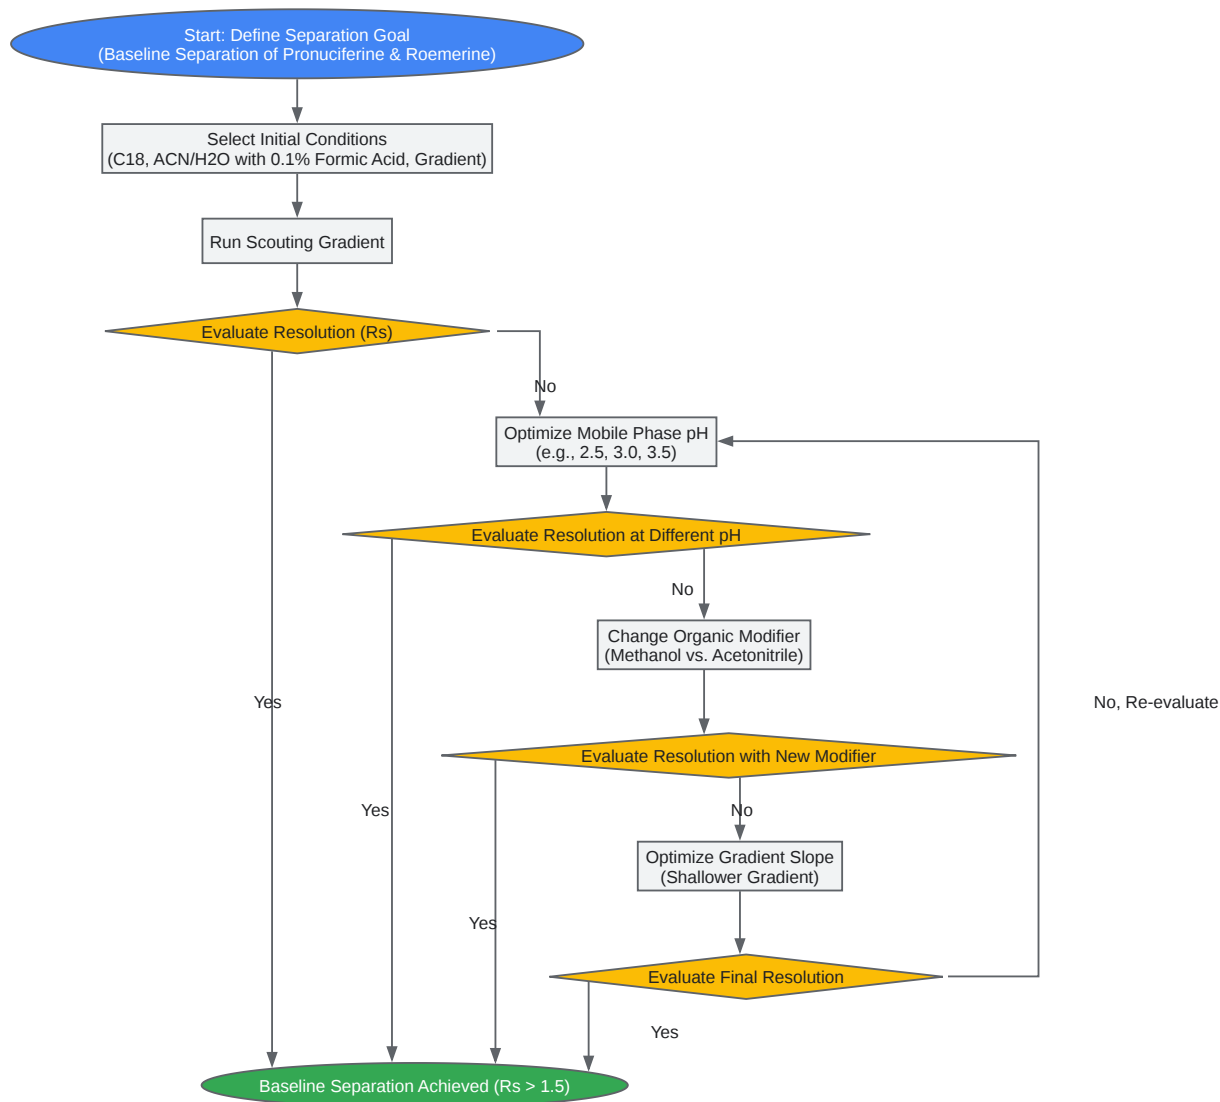 Start: Define Separation Goal
(Baseline Separation of Pronuciferine & Roemerine)
Select Initial Conditions
(C18, ACN/H2O with 0.1% Formic Acid, Gradient)
Run Scouting Gradient
Evaluate Resolution (Rs)
No
Optimize Mobile Phase pH
(e.g., 2.5, 3.0, 3.5)
Evaluate Resolution at Different pH
No
Change Organic Modifier
(Methanol vs. Acetonitrile)
Yes
No, Re-evaluate
Evaluate Resolution with New Modifier
Yes
No
Optimize Gradient Slope
(Shallower Gradient)
Yes
Evaluate Final Resolution
Yes
Baseline Separation Achieved (Rs > 1.5)